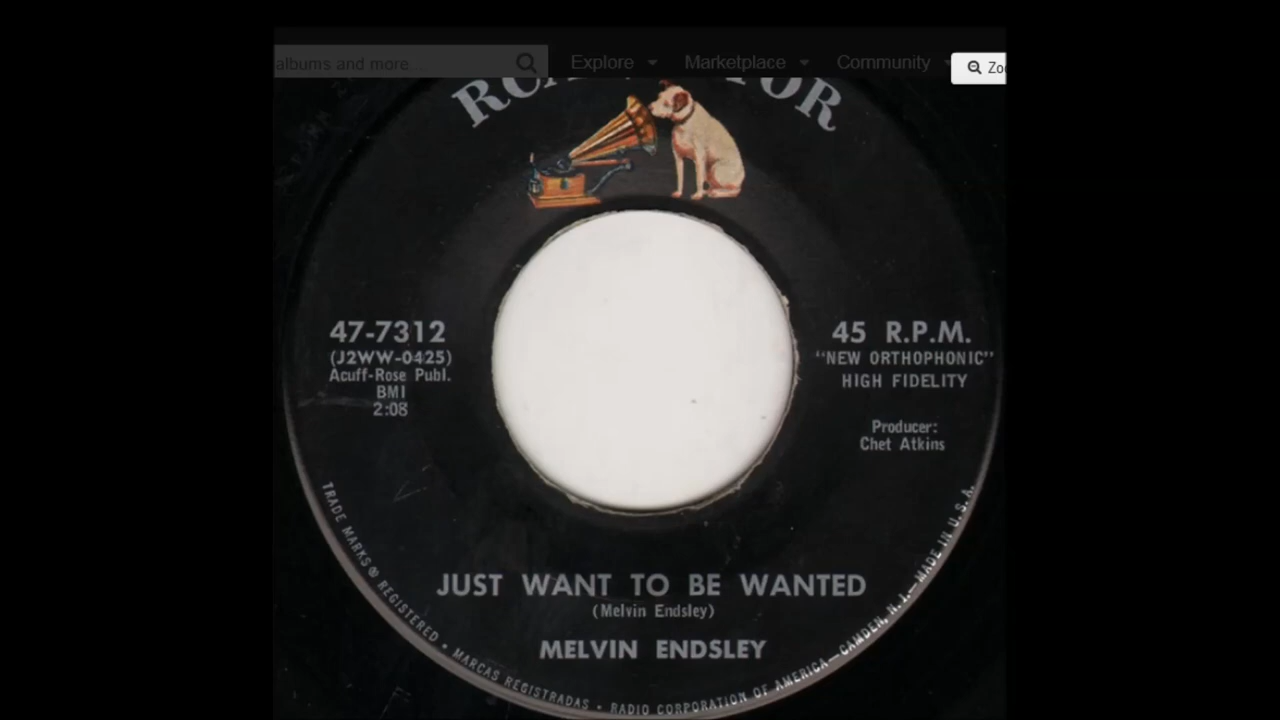 albums and more...
Explore
Marketplace
Community
Zo
47-7312
(J2WW-0425)
Acuff-Rose Publ.
BMI
2:08
45 R.P.M.
"NEW ORTHOPHONIC"
HIGH FIDELITY
Producer:
Chet Atkins
JUST WANT TO BE WANTED
(Melvin Endsley)
MELVIN ENDSLEY
TRADE MARKS ® REGISTERED • MARCAS REGISTRADAS • RADIO CORPORATION OF AMERICA—CAMDEN, N. J.—MADE IN U.S.A.